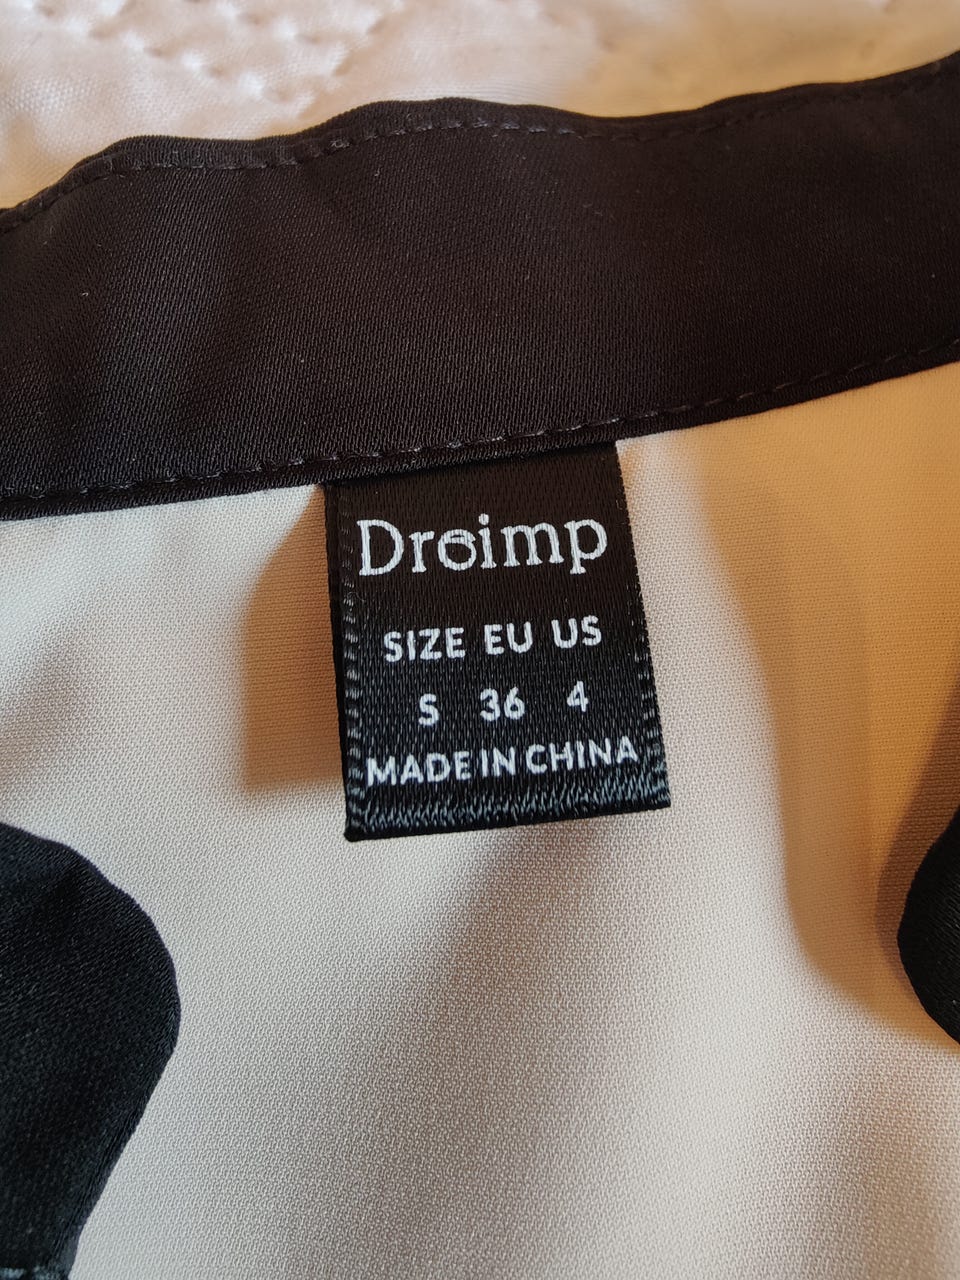 Droimp
SIZE EU US
S 36 4
MADE IN CHINA